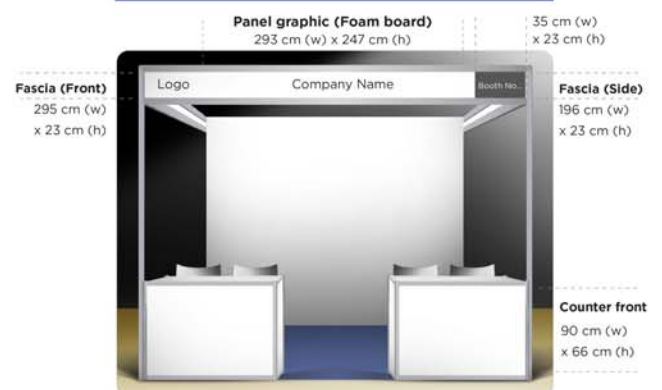 Panel graphic (Foam board)
293 cm (w) x 247 cm (h)
35 cm (w)
x 23 cm (h)
Fascia (Front)
295 cm (w)
x 23 cm (h)
Logo
Company Name
Booth No...
Fascia (Side)
196 cm (w)
x 23 cm (h)
Counter front
90 cm (w)
x 66 cm (h)